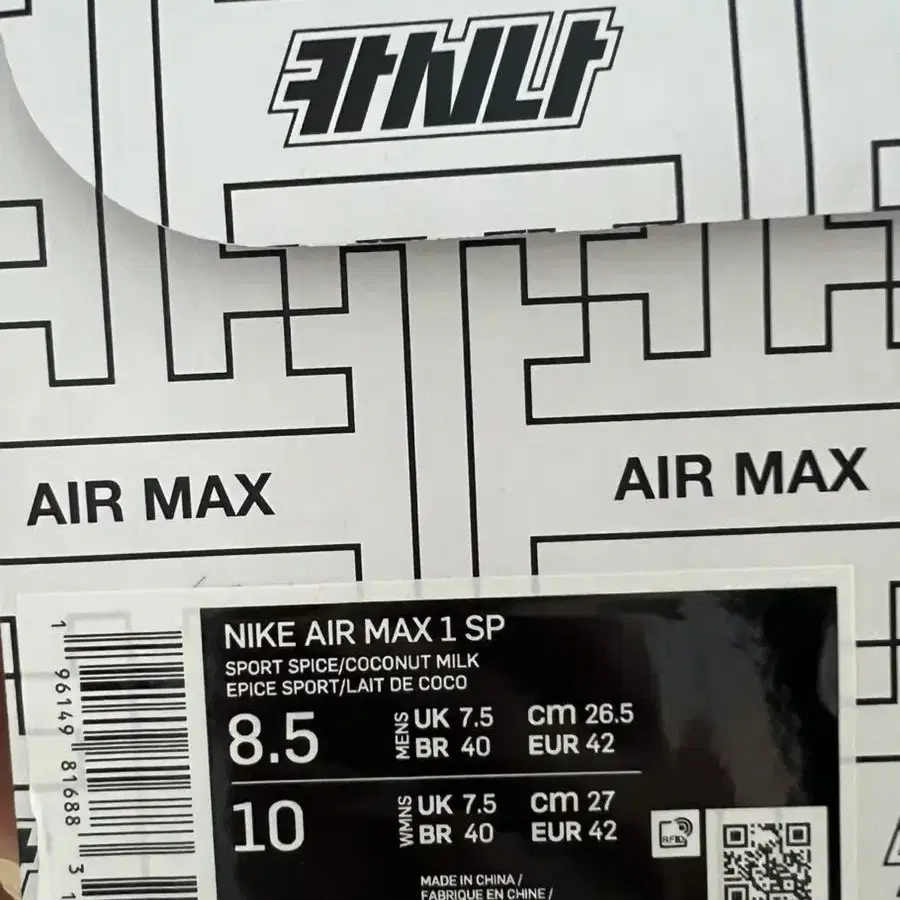 카시나
AIR MAX
AIR MAX
NIKE AIR MAX 1 SP
SPORT SPICE/COCONUT MILK
EPICE SPORT/LAIT DE COCO
8.5 MENS UK 7.5 cm 26.5
BR 40 EUR 42
10 WMNS UK 7.5 cm 27
BR 40 EUR 42
RFID
MADE IN CHINA /
FABRIQUE EN CHINE /
1 96149 81688 3